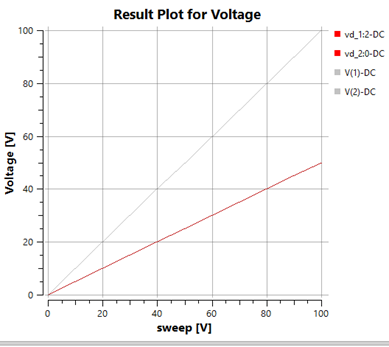 Result Plot for Voltage
100
80
60
40
20
0
Voltage [V]
0 20 40 60 80 100
sweep [V]
vd_1:2-DC
vd_2:0-DC
V(1)-DC
V(2)-DC